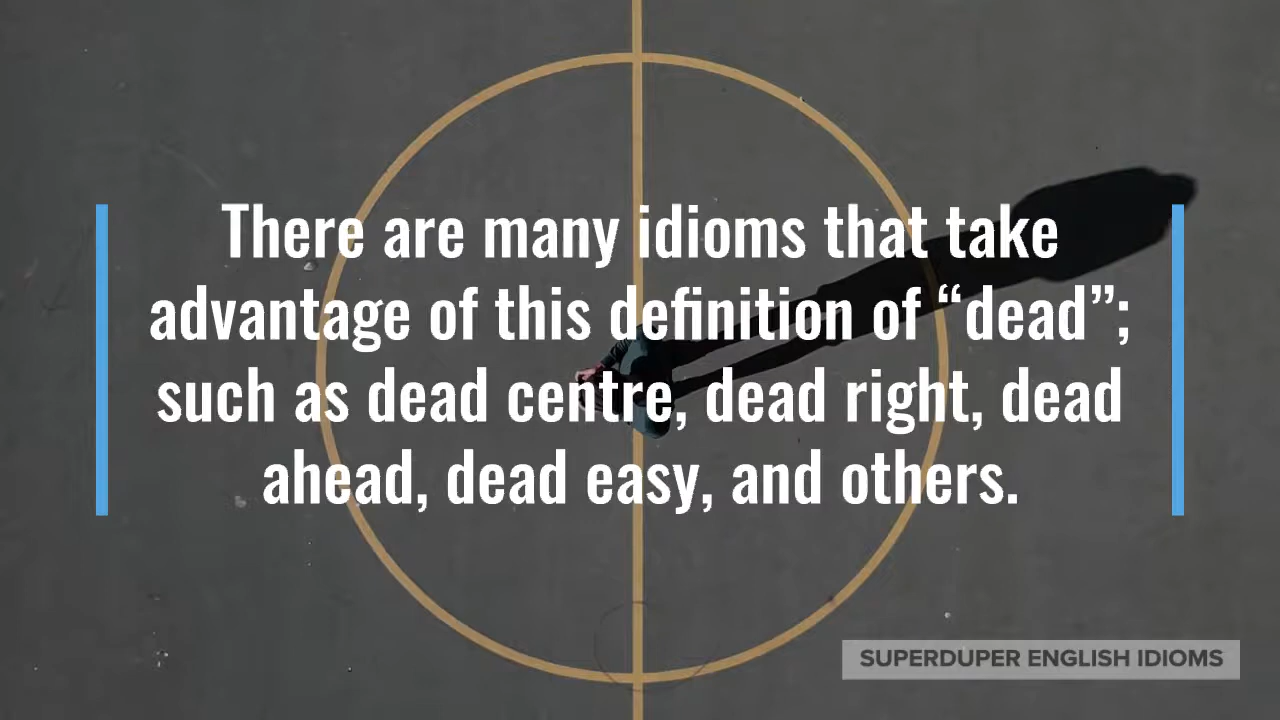 There are many idioms that take
advantage of this definition of “dead”;
such as dead centre, dead right, dead
ahead, dead easy, and others.
SUPERDUPER ENGLISH IDIOMS